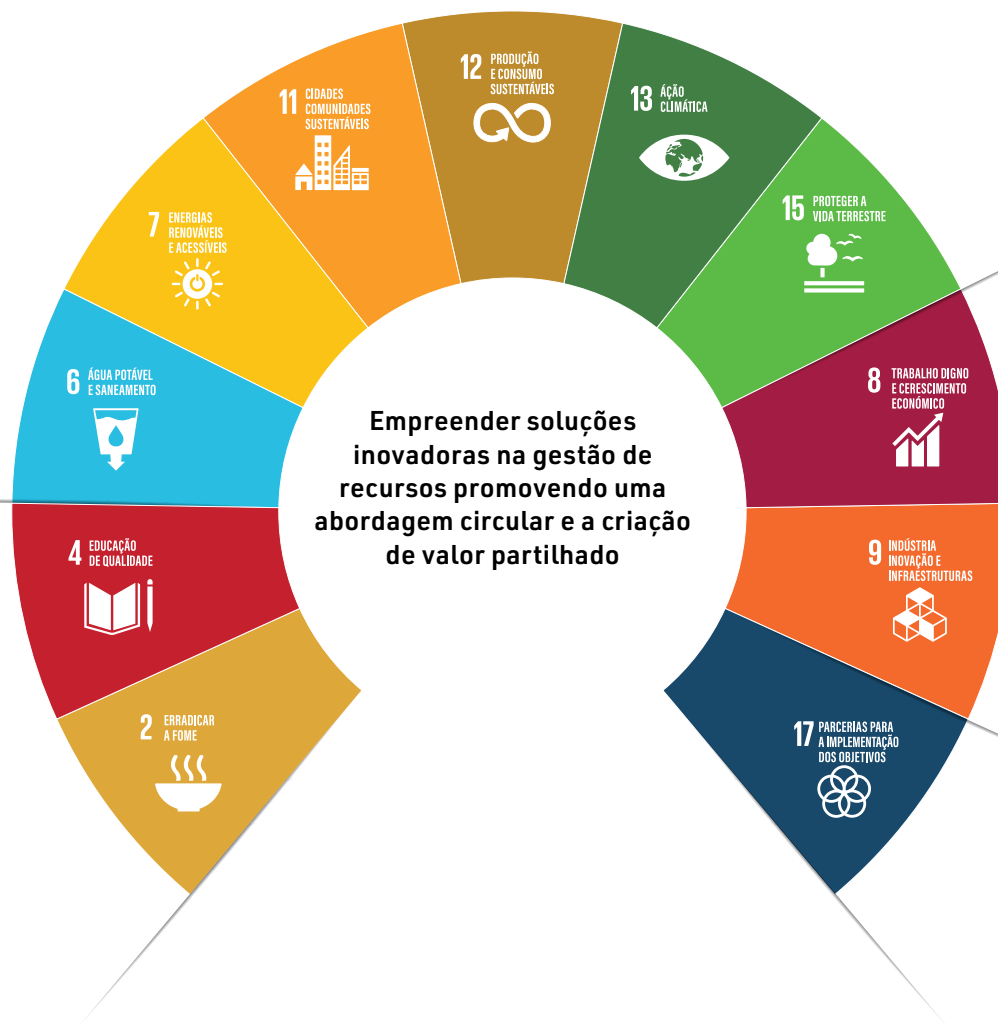 2 ERRADICAR
A FOME
4 EDUCAÇÃO
DE QUALIDADE
6 ÁGUA POTÁVEL
E SANEAMENTO
7 ENERGIAS
RENOVÁVEIS
E ACESSÍVEIS
11 CIDADES
COMUNIDADES
SUSTENTÁVEIS
12 PRODUÇÃO
E CONSUMO
SUSTENTÁVEIS
13 AÇÃO
CLIMÁTICA
15 PROTEGER A
VIDA TERRESTRE
8 TRABALHO DIGNO
E CERESCIMENTO
ECONÓMICO
9 INDÚSTRIA
INOVAÇÃO E
INFRAESTRUTURAS
17 PARCERIAS PARA
A IMPLEMENTAÇÃO
DOS OBJETIVOS
Empreender soluções
inovadoras na gestão de
recursos promovendo uma
abordagem circular e a criação
de valor partilhado